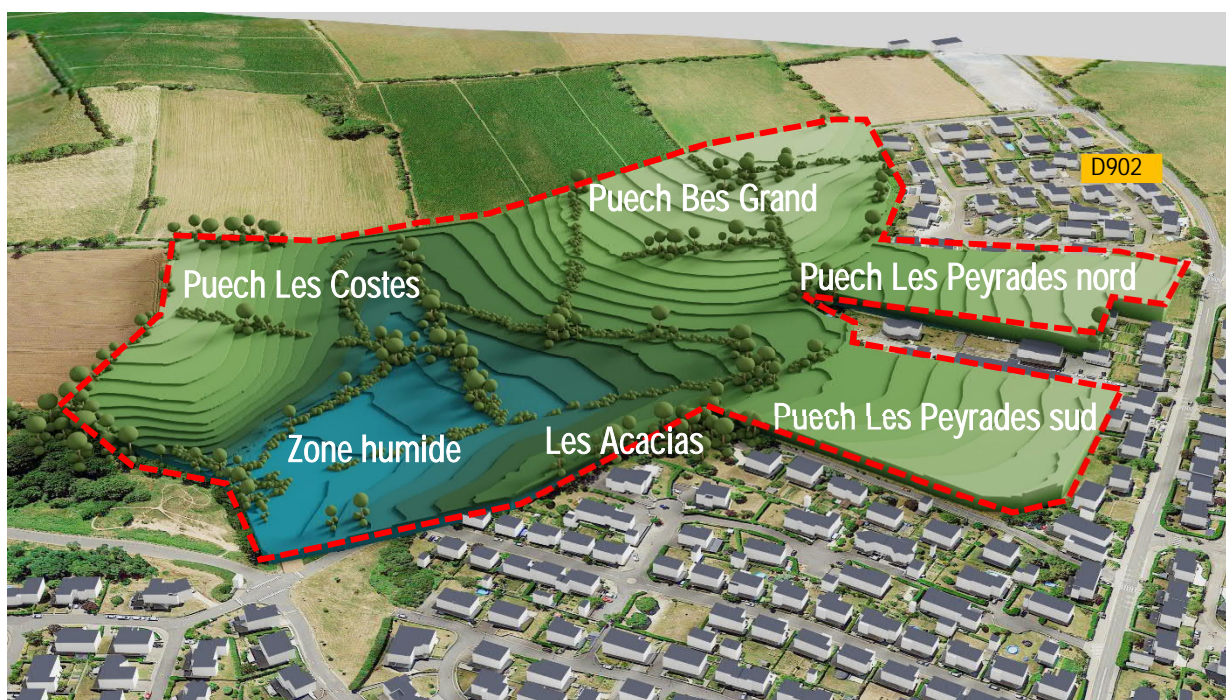 D902
Puech Bes Grand
Puech Les Costes
Puech Les Peyrades nord
Puech Les Peyrades sud
Zone humide
Les Acacias